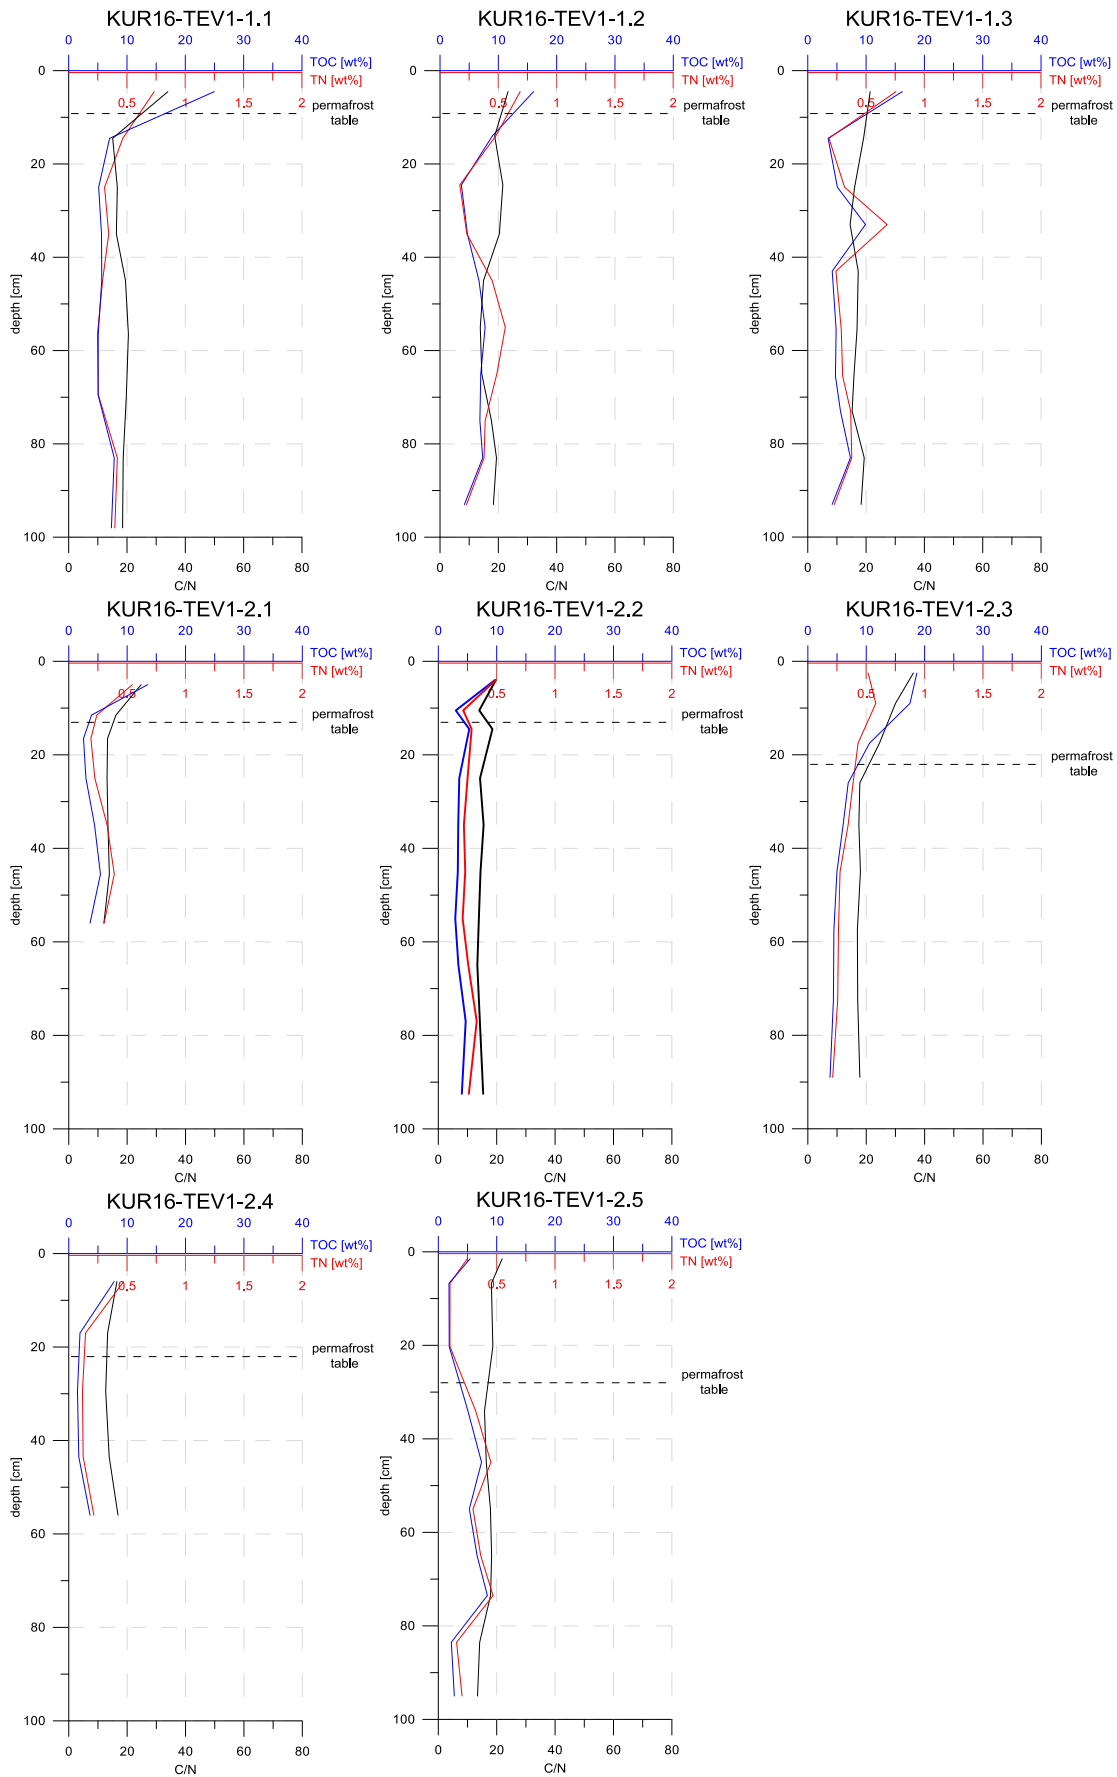 KUR16-TEV1-1.1
0 10 20 30 40
TOC [wt%]
TN [wt%]
0.5 1 1.5 2
permafrost
table
0
20
40
60
80
100
depth [cm]
0 20 40 60 80
C/N
KUR16-TEV1-1.2
0 10 20 30 40
TOC [wt%]
TN [wt%]
0.5 1 1.5 2
permafrost
table
0
20
40
60
80
100
depth [cm]
0 20 40 60 80
C/N
KUR16-TEV1-1.3
0 10 20 30 40
TOC [wt%]
TN [wt%]
0.5 1 1.5 2
permafrost
table
0
20
40
60
80
100
depth [cm]
0 20 40 60 80
C/N
KUR16-TEV1-2.1
0 10 20 30 40
TOC [wt%]
TN [wt%]
0.5 1 1.5 2
permafrost
table
0
20
40
60
80
100
depth [cm]
0 20 40 60 80
C/N
KUR16-TEV1-2.2
0 10 20 30 40
TOC [wt%]
TN [wt%]
0.5 1 1.5 2
permafrost
table
0
20
40
60
80
100
depth [cm]
0 20 40 60 80
C/N
KUR16-TEV1-2.3
0 10 20 30 40
TOC [wt%]
TN [wt%]
0.5 1 1.5 2
permafrost
table
0
20
40
60
80
100
depth [cm]
0 20 40 60 80
C/N
KUR16-TEV1-2.4
0 10 20 30 40
TOC [wt%]
TN [wt%]
0.5 1 1.5 2
permafrost
table
0
20
40
60
80
100
depth [cm]
0 20 40 60 80
C/N
KUR16-TEV1-2.5
0 10 20 30 40
TOC [wt%]
TN [wt%]
0.5 1 1.5 2
permafrost
table
0
20
40
60
80
100
depth [cm]
0 20 40 60 80
C/N